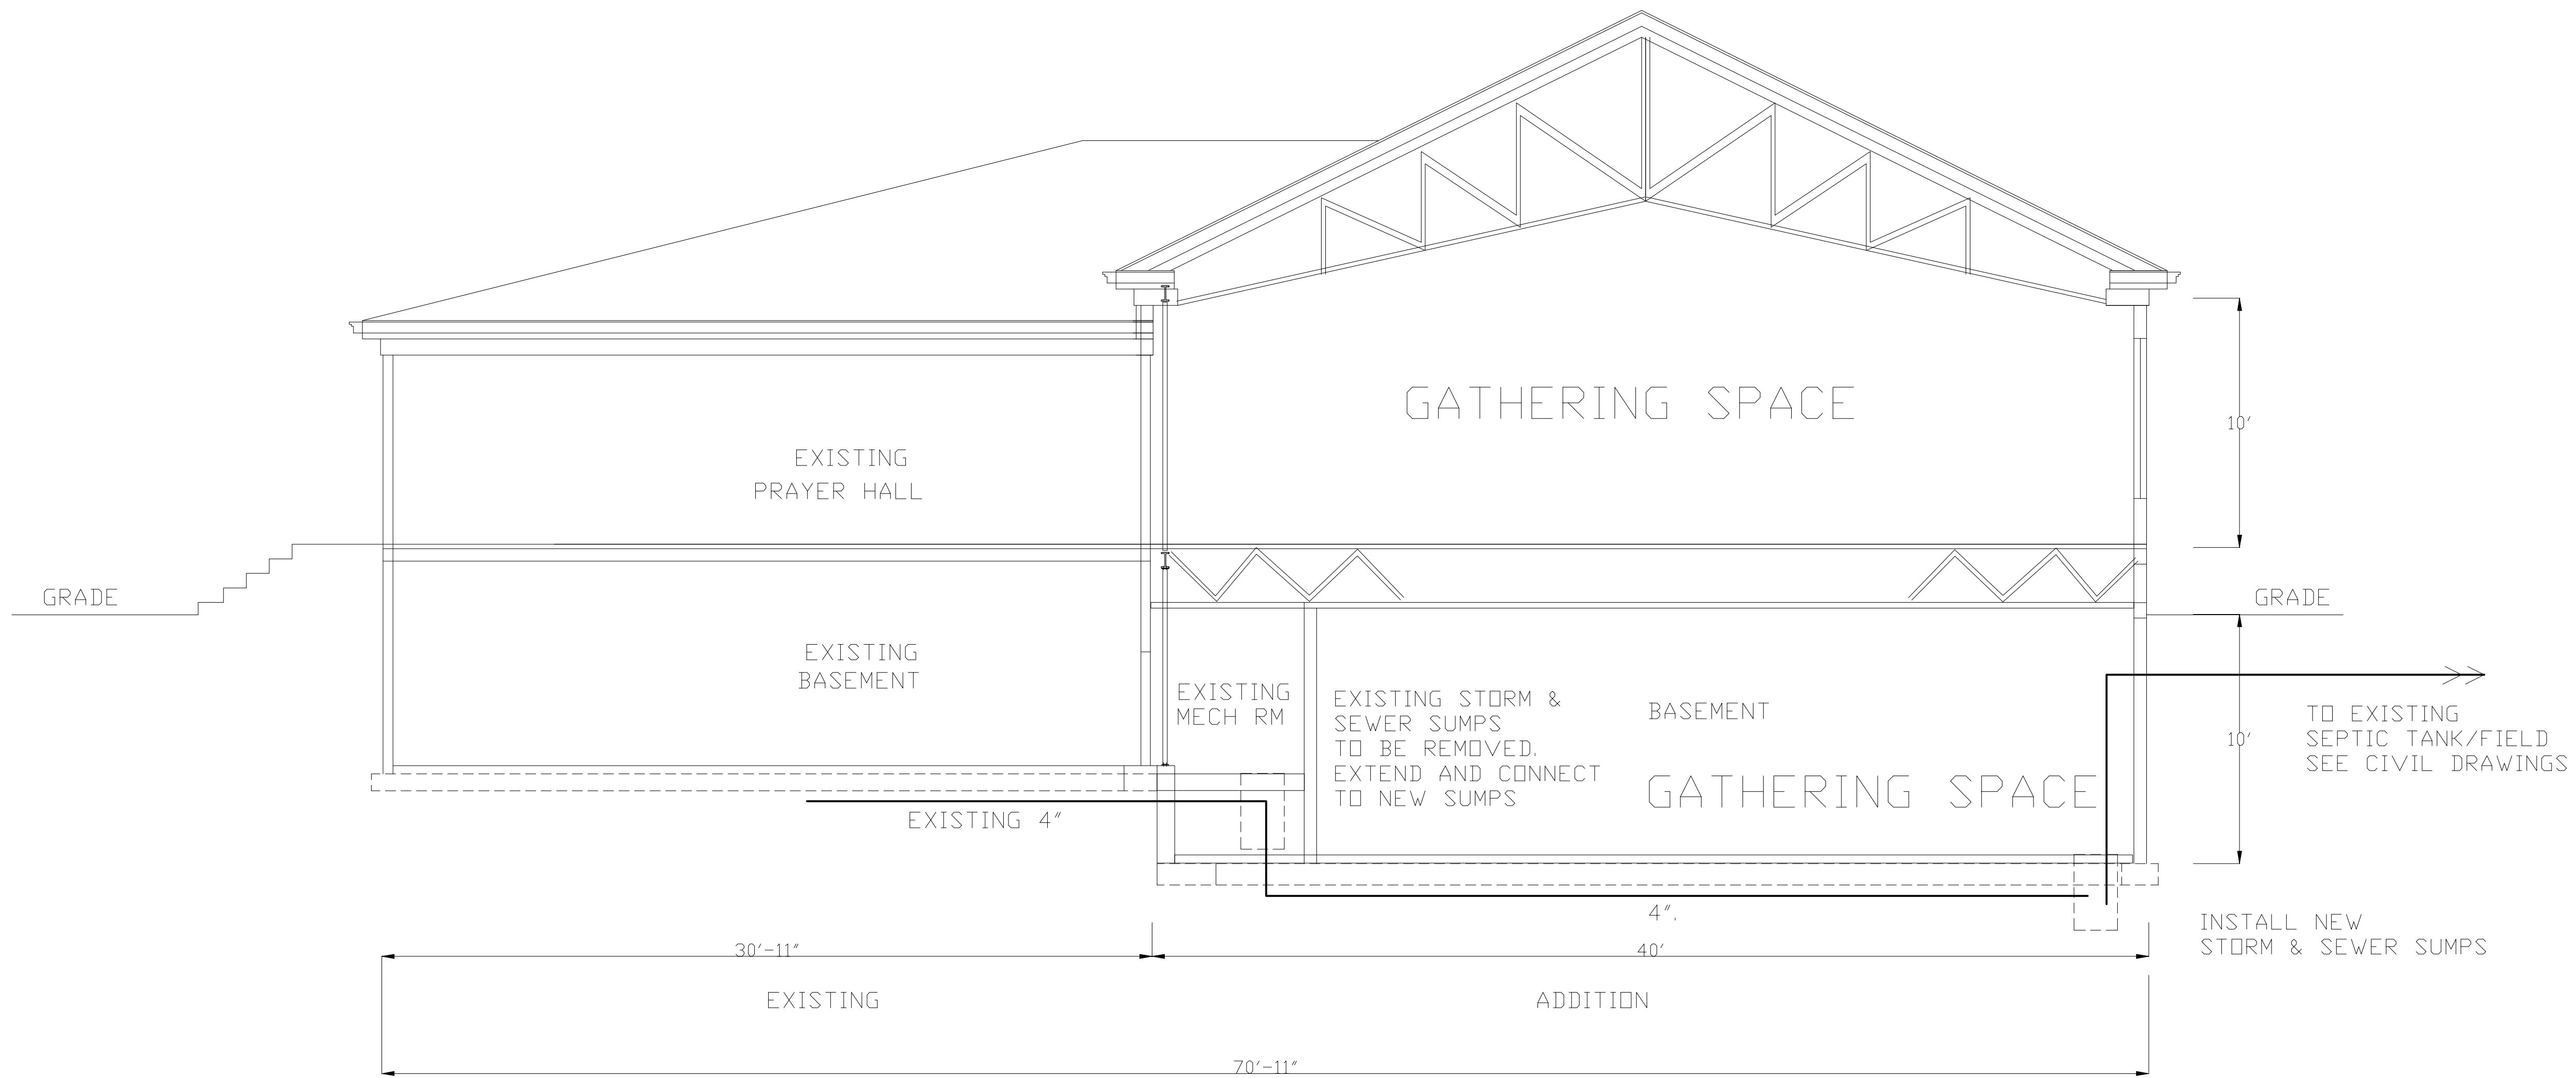 GATHERING SPACE
10'
EXISTING
PRAYER HALL
GRADE
GRADE
EXISTING
BASEMENT
EXISTING
MECH RM
EXISTING STORM &
SEWER SUMPS
TO BE REMOVED.
EXTEND AND CONNECT
TO NEW SUMPS
BASEMENT
GATHERING SPACE
10'
TO EXISTING
SEPTIC TANK/FIELD
SEE CIVIL DRAWINGS
EXISTING 4"
4".
INSTALL NEW
STORM & SEWER SUMPS
30'-11"
40'
EXISTING
ADDITION
70'-11"